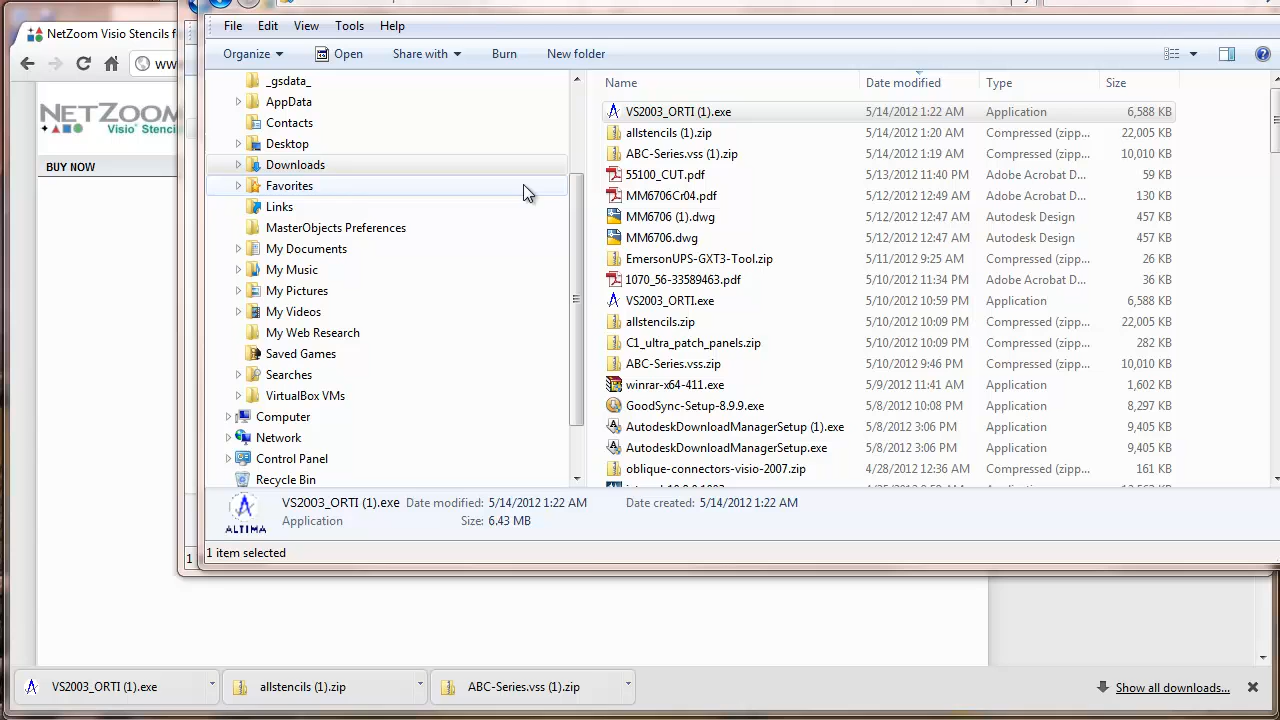 NetZoom Visio Stencils f
File Edit View Tools Help
Organize Open Share with Burn New folder
ww
NETZOOM
Visio Stencils
BUY NOW
_gsdata_
AppData
Contacts
Desktop
Downloads
Favorites
Links
MasterObjects Preferences
My Documents
My Music
My Pictures
My Videos
My Web Research
Saved Games
Searches
VirtualBox VMs
Computer
Network
Control Panel
Recycle Bin
Name Date modified Type Size
VS2003_ORTI (1).exe 5/14/2012 1:22 AM Application 6,588 KB
allstencils (1).zip 5/14/2012 1:20 AM Compressed (zipp... 22,005 KB
ABC-Series.vss (1).zip 5/14/2012 1:19 AM Compressed (zipp... 10,010 KB
55100_CUT.pdf 5/13/2012 11:40 PM Adobe Acrobat D... 59 KB
MM6706Cr04.pdf 5/12/2012 12:49 AM Adobe Acrobat D... 130 KB
MM6706 (1).dwg 5/12/2012 12:47 AM Autodesk Design 457 KB
MM6706.dwg 5/12/2012 12:47 AM Autodesk Design 457 KB
EmersonUPS-GXT3-Tool.zip 5/11/2012 9:25 AM Compressed (zipp... 26 KB
1070_56-33589463.pdf 5/10/2012 11:34 PM Adobe Acrobat D... 36 KB
VS2003_ORTI.exe 5/10/2012 10:59 PM Application 6,588 KB
allstencils.zip 5/10/2012 10:09 PM Compressed (zipp... 22,005 KB
C1_ultra_patch_panels.zip 5/10/2012 10:09 PM Compressed (zipp... 282 KB
ABC-Series.vss.zip 5/10/2012 9:46 PM Compressed (zipp... 10,010 KB
winrar-x64-411.exe 5/9/2012 11:41 AM Application 1,602 KB
GoodSync-Setup-8.9.9.exe 5/8/2012 10:08 PM Application 8,297 KB
AutodeskDownloadManagerSetup (1).exe 5/8/2012 3:06 PM Application 9,405 KB
AutodeskDownloadManagerSetup.exe 5/8/2012 3:06 PM Application 9,405 KB
oblique-connectors-visio-2007.zip 4/28/2012 12:36 AM Compressed (zipp... 161 KB
VS2003_ORTI (1).exe Date modified: 5/14/2012 1:22 AM Date created: 5/14/2012 1:22 AM
Application Size: 6.43 MB
ALTIMA
1 item selected
1
VS2003_ORTI (1).exe allstencils (1).zip ABC-Series.vss (1).zip Show all downloads...